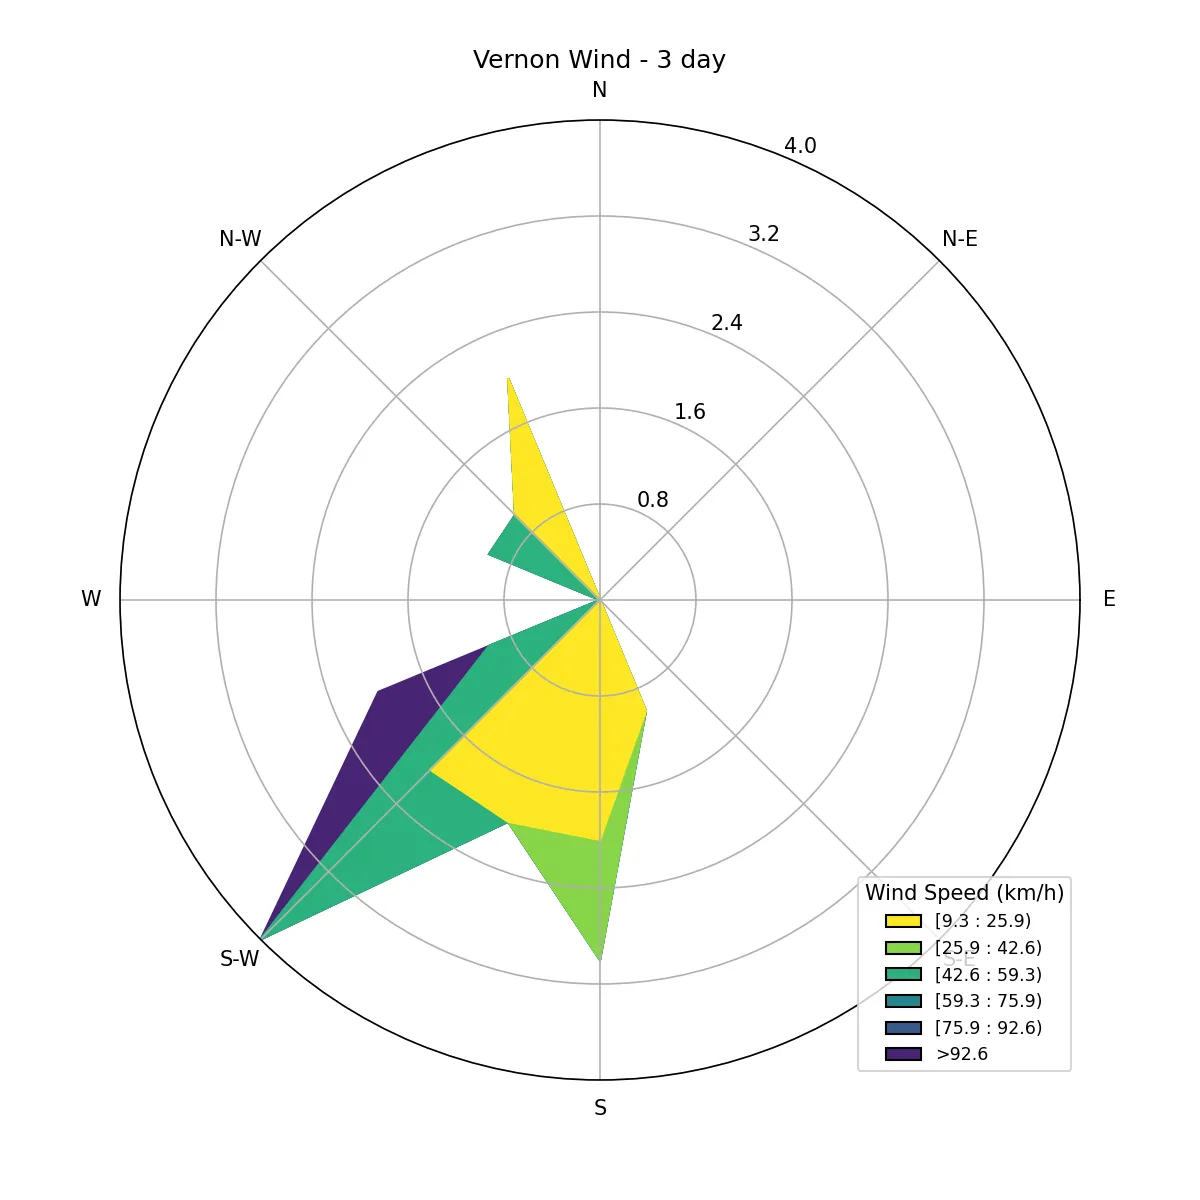 Vernon Wind - 3 day
N
4.0
N-W
3.2
N-E
2.4
1.6
0.8
W
E
Wind Speed (km/h)
[9.3 : 25.9)
[25.9 : 42.6)
S-W
S-E
[42.6 : 59.3)
[59.3 : 75.9)
[75.9 : 92.6)
>92.6
S